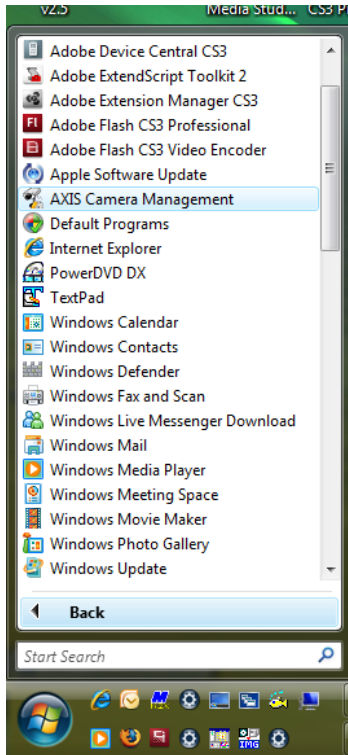 v2.5 Media Stud... CS3 P
Adobe Device Central CS3
Adobe ExtendScript Toolkit 2
Adobe Extension Manager CS3
Fl Adobe Flash CS3 Professional
Adobe Flash CS3 Video Encoder
Apple Software Update
AXIS Camera Management
Default Programs
Internet Explorer
PowerDVD DX
TextPad
Windows Calendar
Windows Contacts
Windows Defender
Windows Fax and Scan
Windows Live Messenger Download
Windows Mail
Windows Media Player
Windows Meeting Space
Windows Movie Maker
Windows Photo Gallery
Windows Update
Back
Start Search
IMG